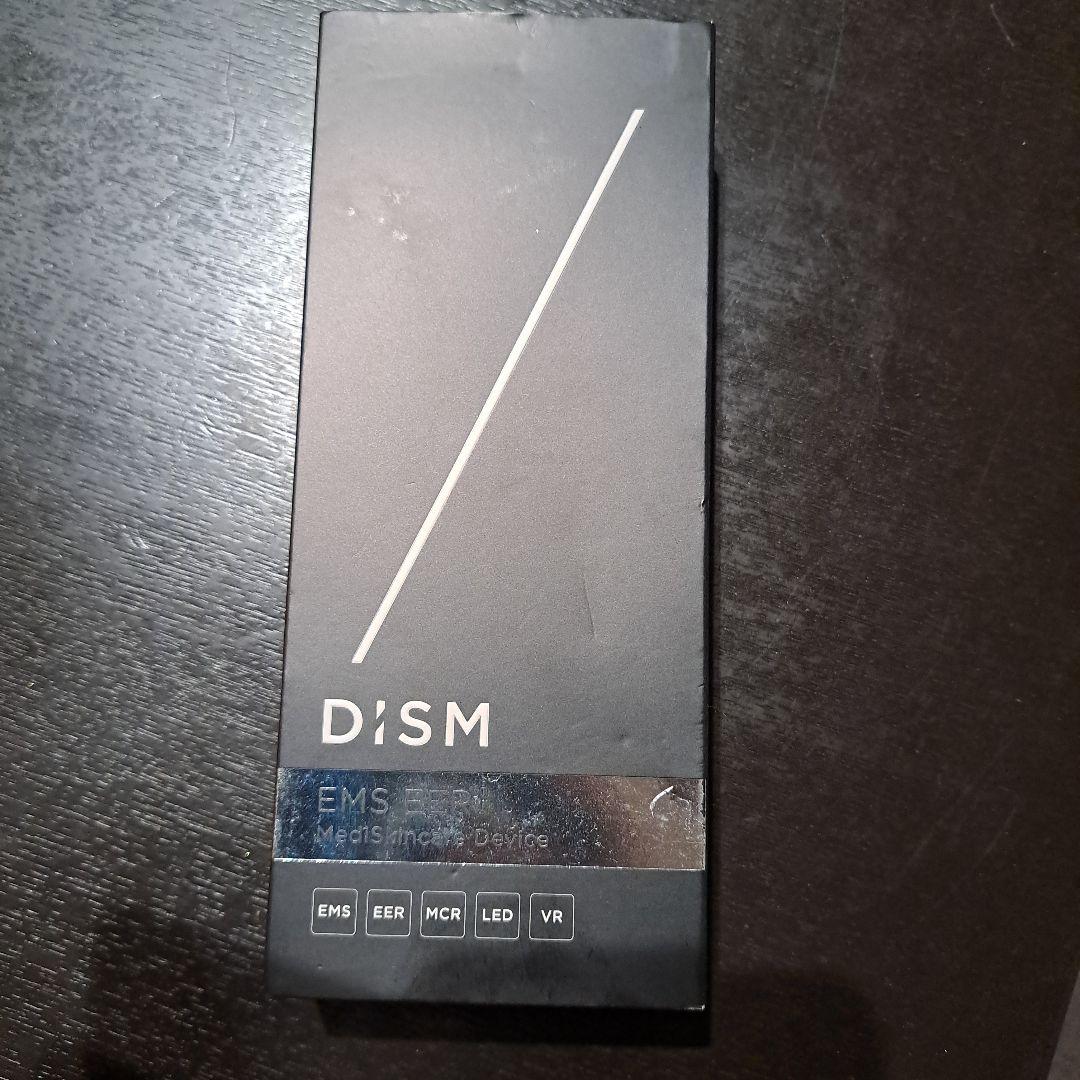 DISM
EMS EER
MediSkincare Device
EMS EER MCR LED VR